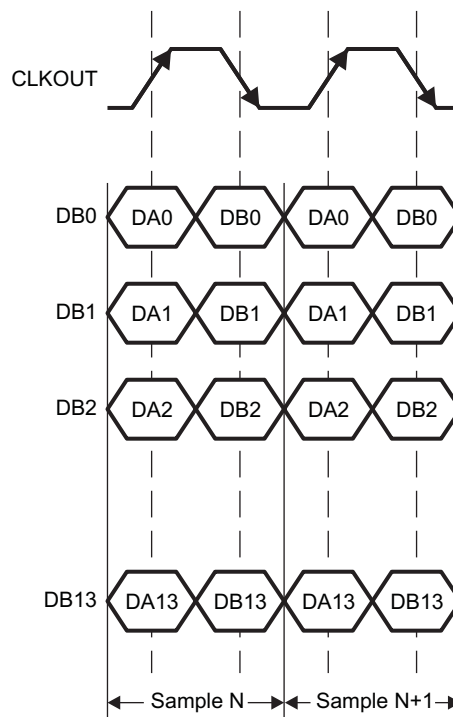 CLKOUT
DB0 DA0 DB0 DA0 DB0
DB1 DA1 DB1 DA1 DB1
DB2 DA2 DB2 DA2 DB2
DB13 DA13 DB13 DA13 DB13
Sample N Sample N+1